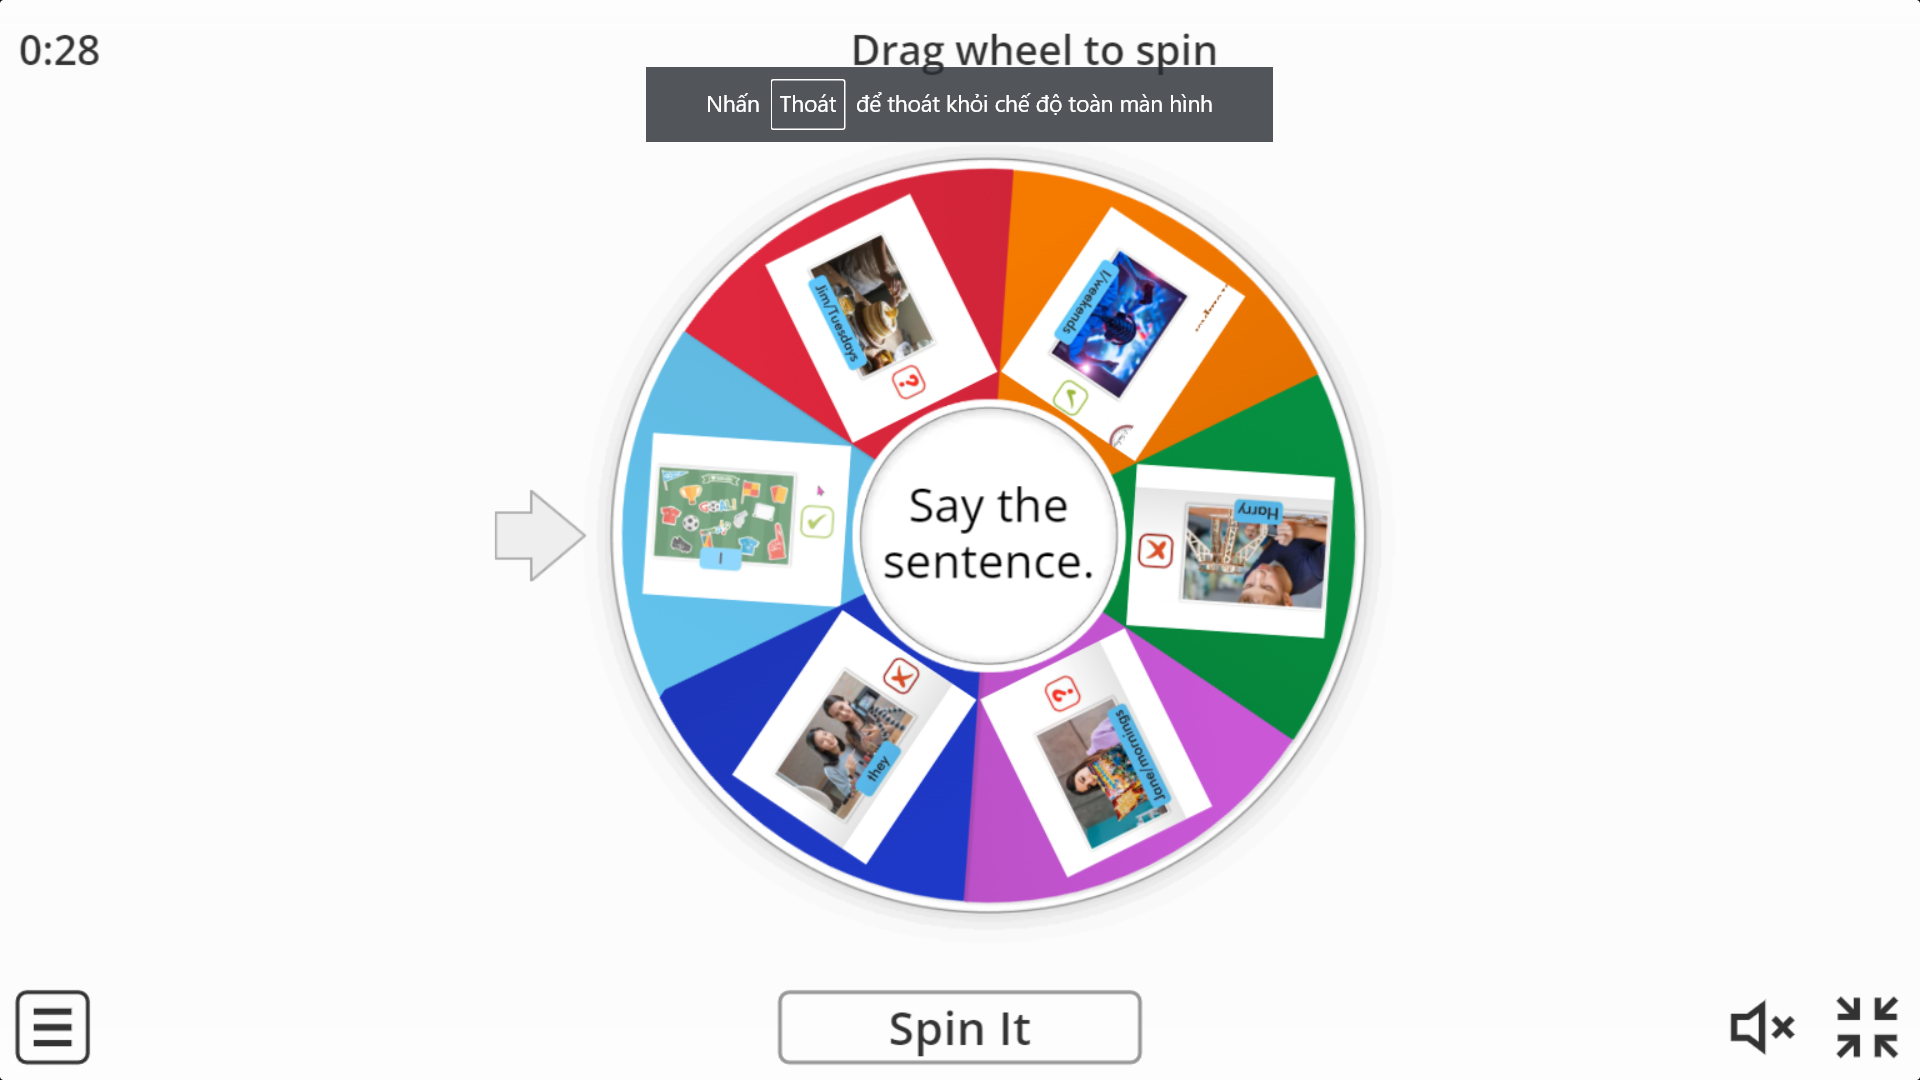 0:28
Drag wheel to spin
Nhấn Thoát để thoát khỏi chế độ toàn màn hình
Jim/Tuesdays
I/weekends
GOAL!
I
Harry
Say the
sentence.
they
Jane/mornings
Spin It